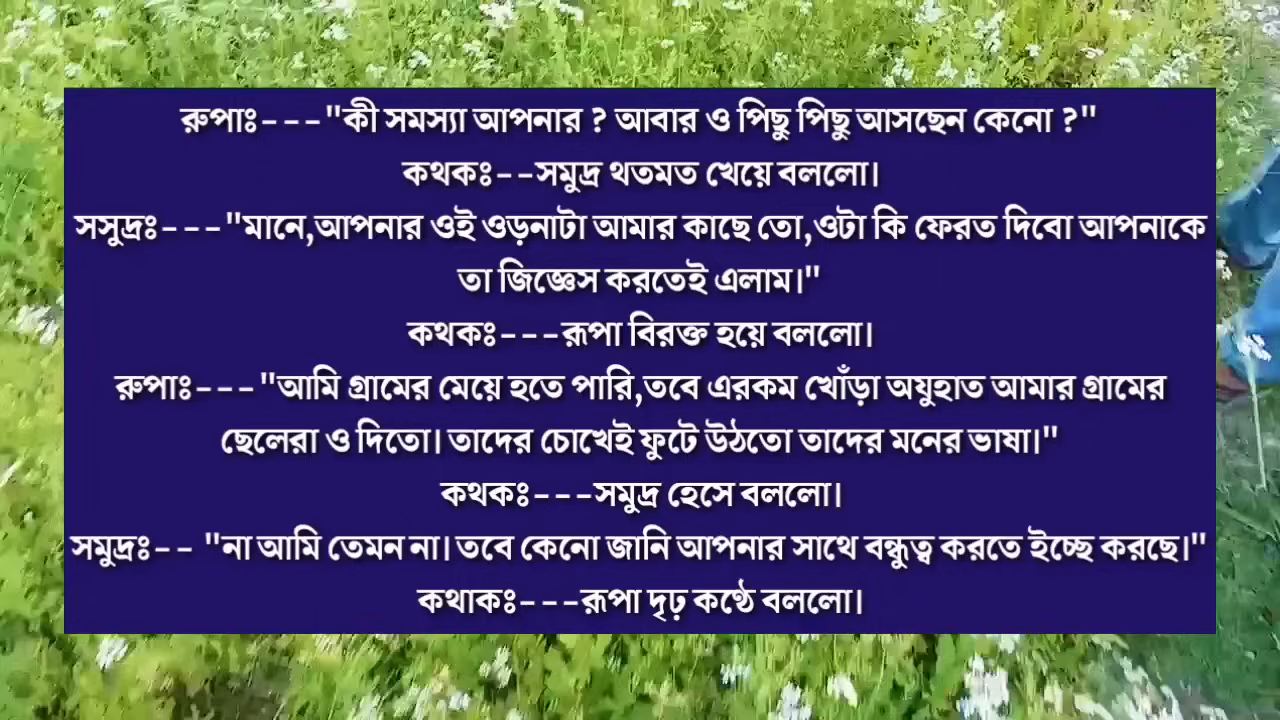 রুপাঃ---"কী সমস্যা আপনার ? আবার ও পিছু পিছু আসছেন কেনো ?"
কথকঃ--সমুদ্র থতমত খেয়ে বললো।
সসুদ্রঃ---"মানে,আপনার ওই ওড়নাটা আমার কাছে তো,ওটা কি ফেরত দিবো আপনাকে
তা জিজ্ঞেস করতেই এলাম।"
কথকঃ---রূপা বিরক্ত হয়ে বললো।
রুপাঃ---"আমি গ্রামের মেয়ে হতে পারি,তবে এরকম খোঁড়া অযুহাত আমার গ্রামের
ছেলেরা ও দিতো। তাদের চোখেই ফুটে উঠতো তাদের মনের ভাষা।"
কথকঃ---সমুদ্র হেসে বললো।
সমুদ্রঃ-- "না আমি তেমন না। তবে কেনো জানি আপনার সাথে বন্ধুত্ব করতে ইচ্ছে করছে।"
কথাকঃ---রূপা দৃঢ় কণ্ঠে বললো।